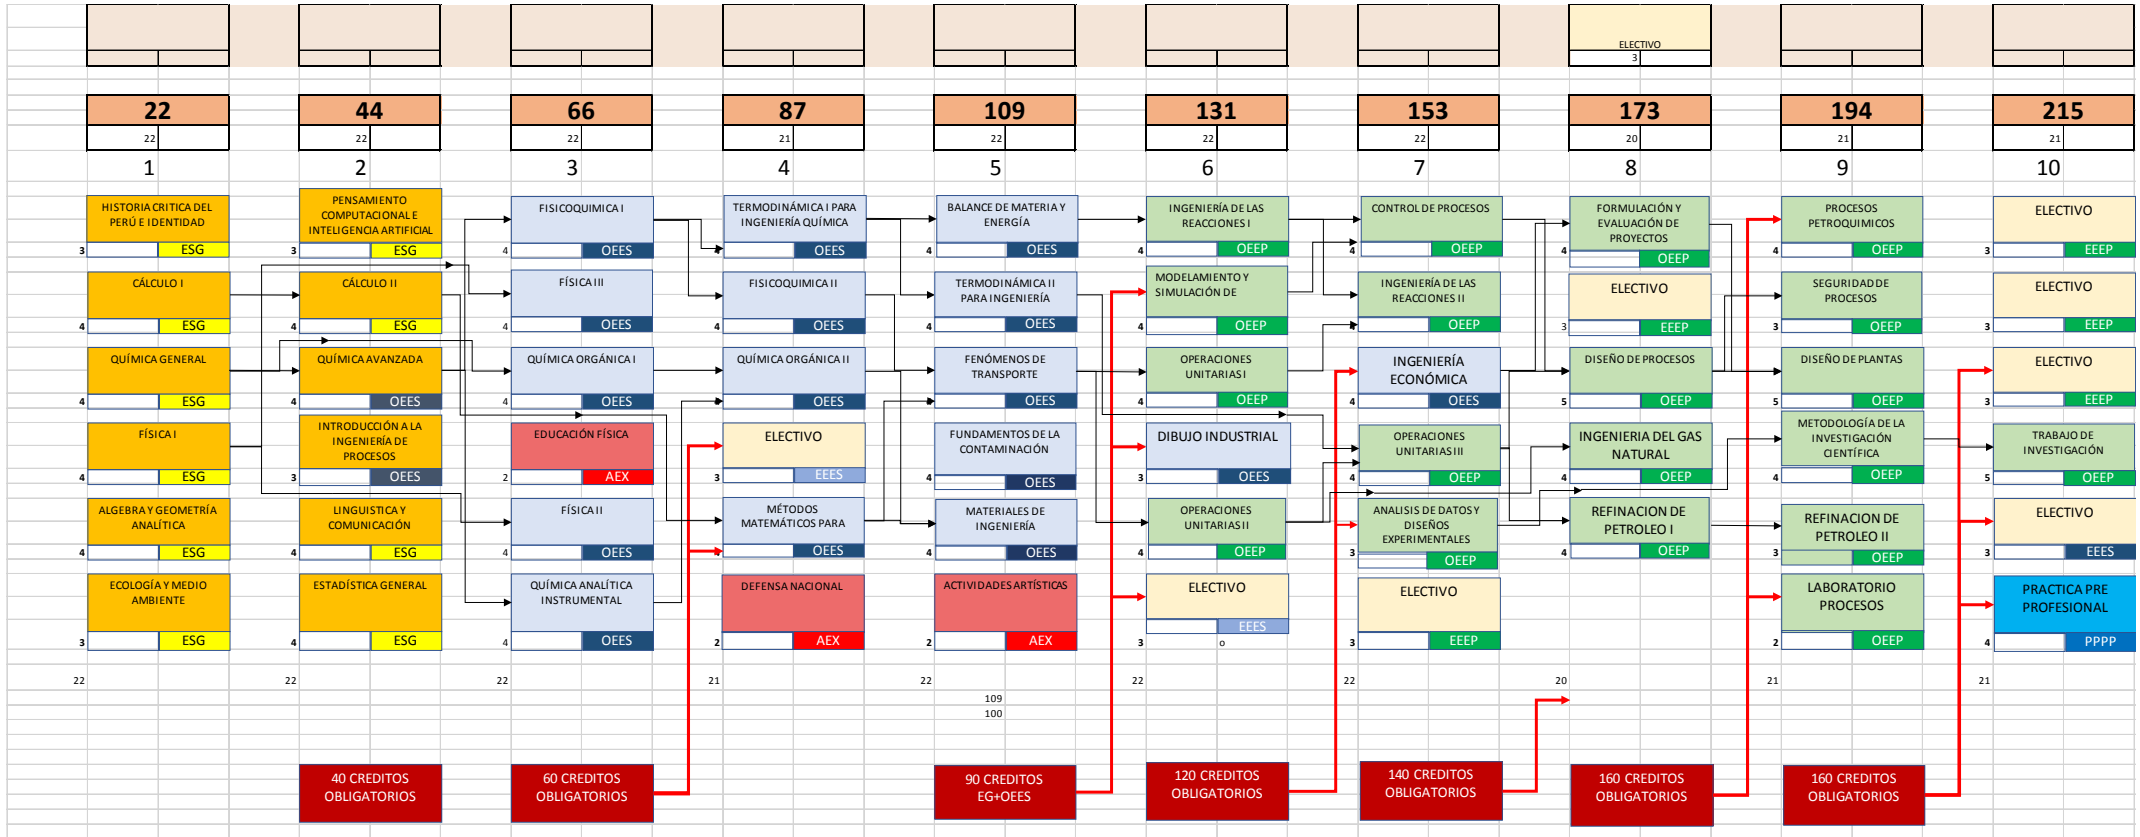 ELECTIVO
3
22
44
66
87
109
131
153
173
194
215
22
22
22
21
22
22
22
20
21
21
1
2
3
4
5
6
7
8
9
10
HISTORIA CRITICA DEL
PERÚ E IDENTIDAD
3
ESG
CÁLCULO I
4
ESG
QUÍMICA GENERAL
4
ESG
FÍSICA I
4
ESG
ALGEBRA Y GEOMETRÍA
ANALÍTICA
4
ESG
ECOLOGÍA Y MEDIO
AMBIENTE
3
ESG
22
PENSAMIENTO
COMPUTACIONAL E
INTELIGENCIA ARTIFICIAL
3
ESG
CÁLCULO II
4
ESG
QUÍMICA AVANZADA
4
OEES
INTRODUCCIÓN A LA
INGENIERÍA DE
PROCESOS
3
OEES
LINGUISTICA Y
COMUNICACIÓN
4
ESG
ESTADÍSTICA GENERAL
4
ESG
22
40 CREDITOS
OBLIGATORIOS
FISICOQUIMICA I
4
OEES
FÍSICA III
4
OEES
QUÍMICA ORGÁNICA I
4
OEES
EDUCACIÓN FÍSICA
2
AEX
FÍSICA II
4
OEES
QUÍMICA ANALÍTICA
INSTRUMENTAL
4
OEES
22
60 CREDITOS
OBLIGATORIOS
TERMODINÁMICA I PARA
INGENIERÍA QUÍMICA
OEES
FISICOQUIMICA II
4
OEES
QUÍMICA ORGÁNICA II
OEES
ELECTIVO
3
EEES
MÉTODOS
MATEMÁTICOS PARA
OEES
DEFENSA NACIONAL
2
AEX
21
BALANCE DE MATERIA Y
ENERGÍA
4
OEES
TERMODINÁMICA II
PARA INGENIERÍA
4
OEES
FENÓMENOS DE
TRANSPORTE
OEES
FUNDAMENTOS DE LA
CONTAMINACIÓN
4
OEES
MATERIALES DE
INGENIERÍA
4
OEES
ACTIVIDADES ARTÍSTICAS
2
AEX
22
109
100
90 CREDITOS
EG+OEES
INGENIERÍA DE LAS
REACCIONES I
4
OEEP
MODELAMIENTO Y
SIMULACIÓN DE
4
OEEP
OPERACIONES
UNITARIAS I
4
OEEP
DIBUJO INDUSTRIAL
3
OEES
OPERACIONES
UNITARIAS II
4
OEEP
ELECTIVO
EEES
3
o
22
120 CREDITOS
OBLIGATORIOS
CONTROL DE PROCESOS
4
OEEP
INGENIERÍA DE LAS
REACCIONES II
OEEP
INGENIERÍA
ECONÓMICA
4
OEES
OPERACIONES
UNITARIAS III
4
OEEP
ANALISIS DE DATOS Y
DISEÑOS
EXPERIMENTALES
3
OEEP
ELECTIVO
3
EEEP
22
140 CREDITOS
OBLIGATORIOS
FORMULACIÓN Y
EVALUACIÓN DE
PROYECTOS
4
OEEP
ELECTIVO
3
EEEP
DISEÑO DE PROCESOS
5
OEEP
INGENIERIA DEL GAS
NATURAL
4
OEEP
REFINACION DE
PETROLEO I
4
OEEP
20
160 CREDITOS
OBLIGATORIOS
PROCESOS
PETROQUIMICOS
4
OEEP
SEGURIDAD DE
PROCESOS
3
OEEP
DISEÑO DE PLANTAS
5
OEEP
METODOLOGÍA DE LA
INVESTIGACIÓN
CIENTÍFICA
4
OEEP
REFINACION DE
PETROLEO II
3
OEEP
LABORATORIO
PROCESOS
2
OEEP
21
160 CREDITOS
OBLIGATORIOS
ELECTIVO
3
EEEP
ELECTIVO
3
EEEP
ELECTIVO
3
EEEP
TRABAJO DE
INVESTIGACIÓN
5
OEEP
ELECTIVO
3
EEES
PRACTICA PRE
PROFESIONAL
4
PPPP
21